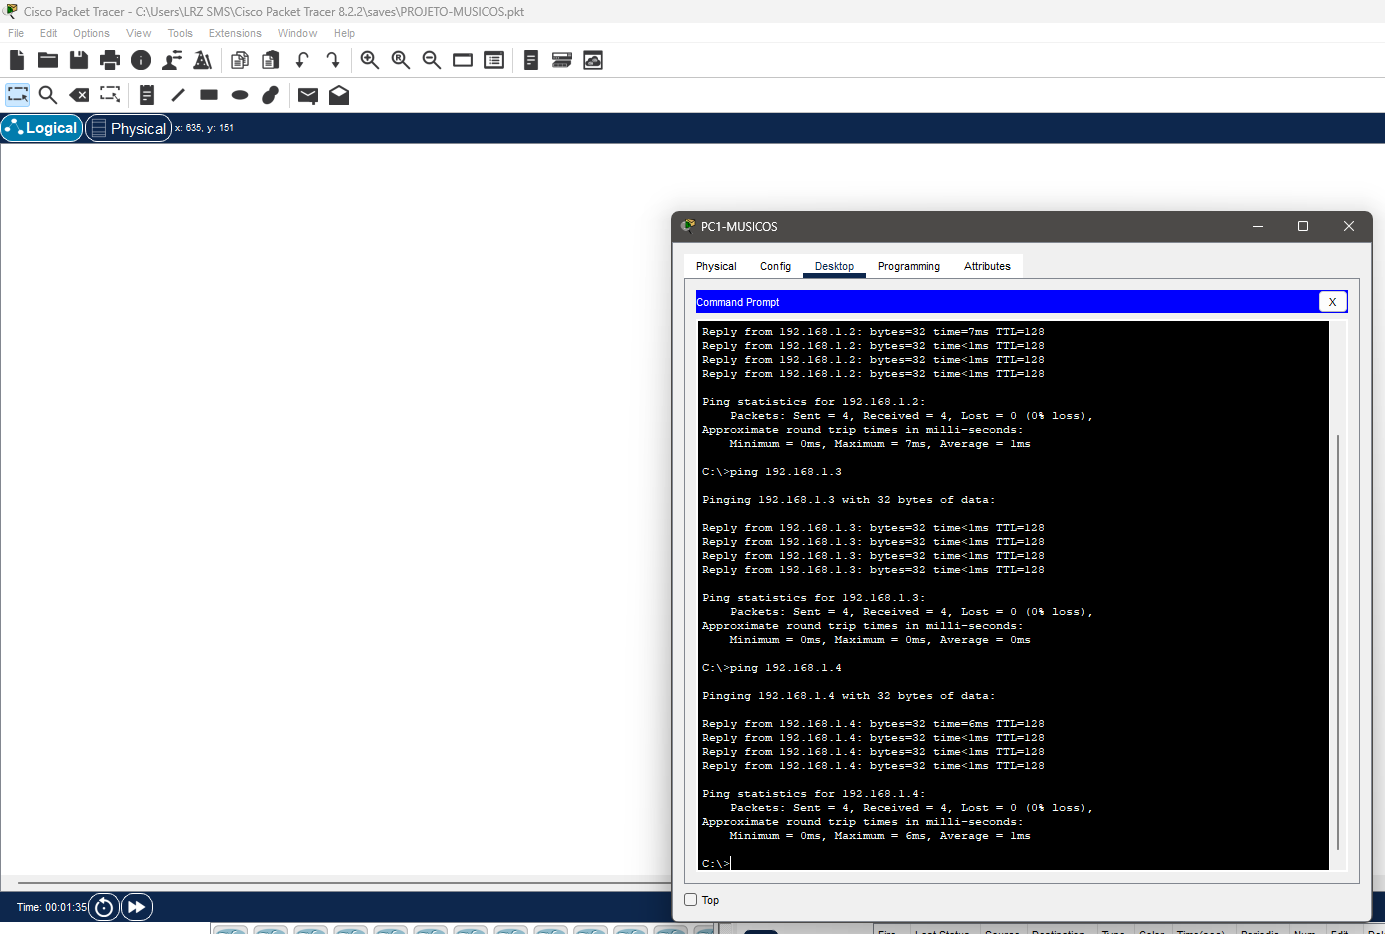 Cisco Packet Tracer - C:\Users\LRZ SMS\Cisco Packet Tracer 8.2.2\saves\PROJETO-MUSICOS.pkt
File Edit Options View Tools Extensions Window Help
Logical Physical x: 635, y: 151
PC1-MUSICOS
Physical Config Desktop Programming Attributes
Command Prompt X
Reply from 192.168.1.2: bytes=32 time=7ms TTL=128
Reply from 192.168.1.2: bytes=32 time<1ms TTL=128
Reply from 192.168.1.2: bytes=32 time<1ms TTL=128
Reply from 192.168.1.2: bytes=32 time<1ms TTL=128
Ping statistics for 192.168.1.2:
Packets: Sent = 4, Received = 4, Lost = 0 (0% loss),
Approximate round trip times in milli-seconds:
Minimum = 0ms, Maximum = 7ms, Average = 1ms
C:\>ping 192.168.1.3
Pinging 192.168.1.3 with 32 bytes of data:
Reply from 192.168.1.3: bytes=32 time<1ms TTL=128
Reply from 192.168.1.3: bytes=32 time<1ms TTL=128
Reply from 192.168.1.3: bytes=32 time<1ms TTL=128
Reply from 192.168.1.3: bytes=32 time<1ms TTL=128
Ping statistics for 192.168.1.3:
Packets: Sent = 4, Received = 4, Lost = 0 (0% loss),
Approximate round trip times in milli-seconds:
Minimum = 0ms, Maximum = 0ms, Average = 0ms
C:\>ping 192.168.1.4
Pinging 192.168.1.4 with 32 bytes of data:
Reply from 192.168.1.4: bytes=32 time=6ms TTL=128
Reply from 192.168.1.4: bytes=32 time<1ms TTL=128
Reply from 192.168.1.4: bytes=32 time<1ms TTL=128
Reply from 192.168.1.4: bytes=32 time<1ms TTL=128
Ping statistics for 192.168.1.4:
Packets: Sent = 4, Received = 4, Lost = 0 (0% loss),
Approximate round trip times in milli-seconds:
Minimum = 0ms, Maximum = 6ms, Average = 1ms
C:\>
Top
Time: 00:01:35
Fire Last Status Source Destination Type Color Time(sec) Periodic Num Edit